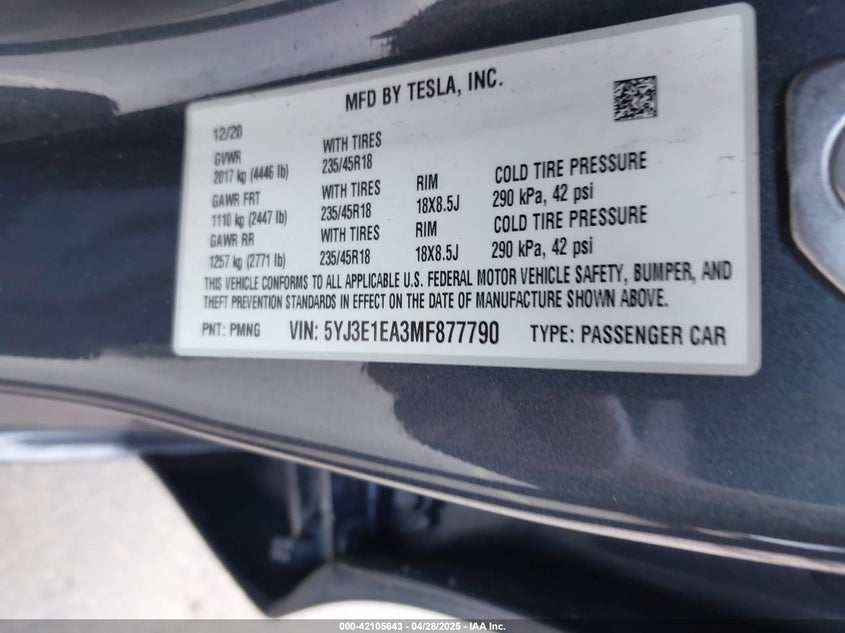 MFD BY TESLA, INC.
12/20
GVWR WITH TIRES
2017 kg (4446 lb) 235/45R18
GAWR FRT WITH TIRES RIM COLD TIRE PRESSURE
1110 kg (2447 lb) 235/45R18 18X8.5J 290 kPa, 42 psi
GAWR RR WITH TIRES RIM COLD TIRE PRESSURE
1257 kg (2771 lb) 235/45R18 18X8.5J 290 kPa, 42 psi
THIS VEHICLE CONFORMS TO ALL APPLICABLE U.S. FEDERAL MOTOR VEHICLE SAFETY, BUMPER, AND
THEFT PREVENTION STANDARDS IN EFFECT ON THE DATE OF MANUFACTURE SHOWN ABOVE.
PNT: PMNG VIN: 5YJ3E1EA3MF877790 TYPE: PASSENGER CAR
000-42105643 - 04/28/2025 - IAA Inc.